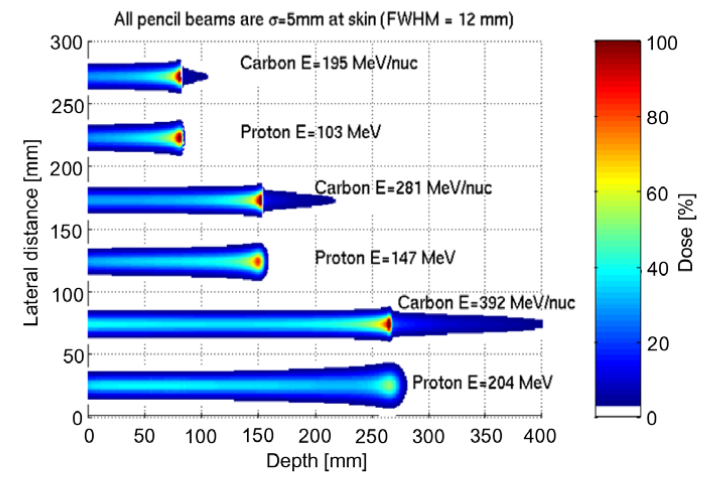 All pencil beams are σ=5mm at skin (FWHM = 12 mm)
300
250
200
150
100
50
0
Lateral distance [mm]
Carbon E=195 MeV/nuc
Proton E=103 MeV
Carbon E=281 MeV/nuc
Proton E=147 MeV
Carbon E=392 MeV/nuc
Proton E=204 MeV
0 50 100 150 200 250 300 350 400
Depth [mm]
100
80
60
40
20
0
Dose [%]